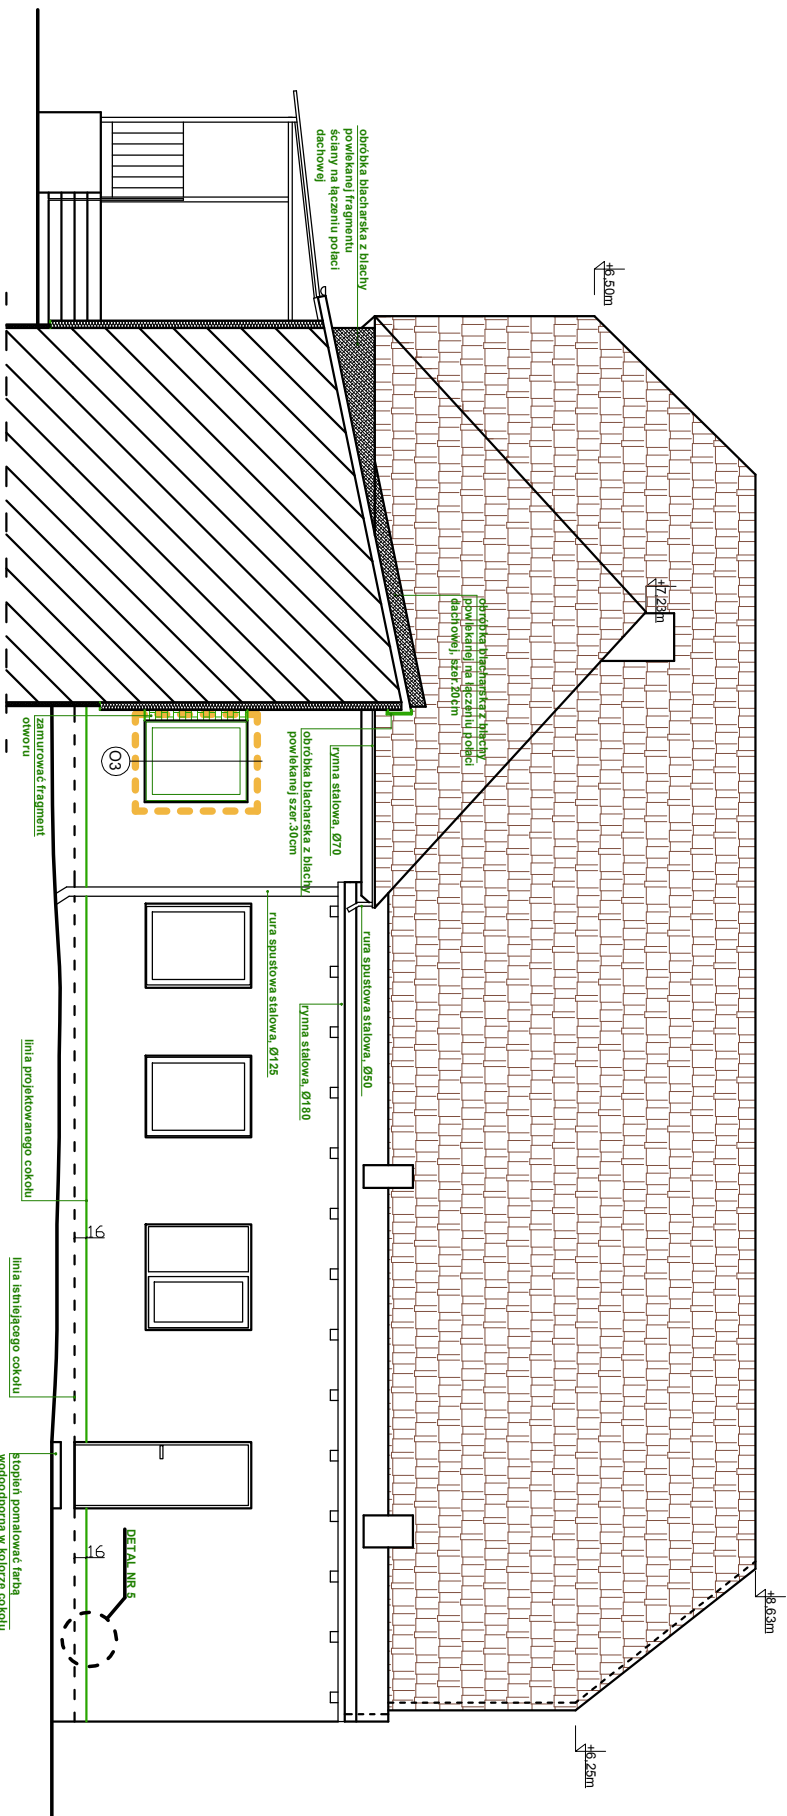 +6,50m
+7,23m
+8,63m
+6,25m
obróbka blacharska z blachy
powlekanej fragmentu
ściany na łączeniu połaci
dachowej
obróbka blacharska z blachy
powlekanej na łączeniu połaci
dachowej, szer.20cm
rynna stalowa, Ø70
obróbka blacharska z blachy
powlekanej szer.30cm
rura spustowa stalowa, Ø50
rynna stalowa, Ø180
rura spustowa stalowa, Ø125
O3
zamurować fragment
otworu
linia projektowanego cokołu
16
linia istniejącego cokołu
16
DETAL NR 5
stopień pomalować farbą
wodoodporną w kolorze cokołu